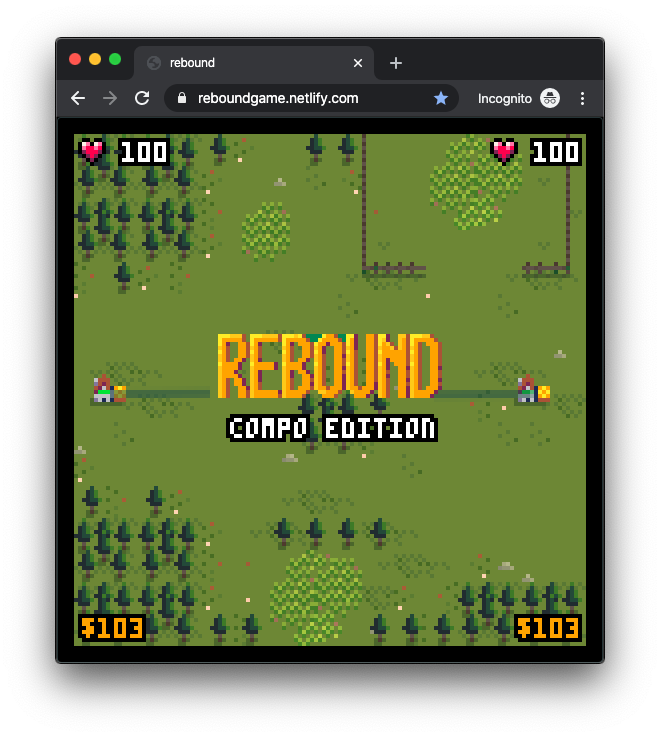 rebound
reboundgame.netlify.com
Incognito
100
100
REBOUND
COMPO EDITION
$103
$103